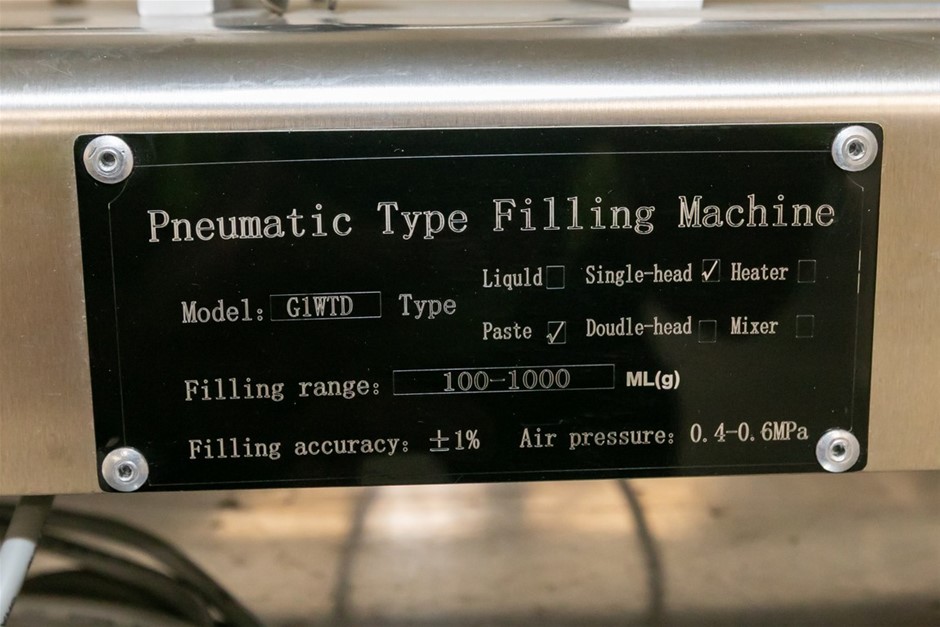 Pneumatic Type Filling Machine
Liquld Single-head ✓ Heater
Model: G1WTD Type
Paste ✓ Doudle-head Mixer
Filling range: 100-1000 ML(g)
Filling accuracy: ±1% Air pressure: 0.4-0.6MPa